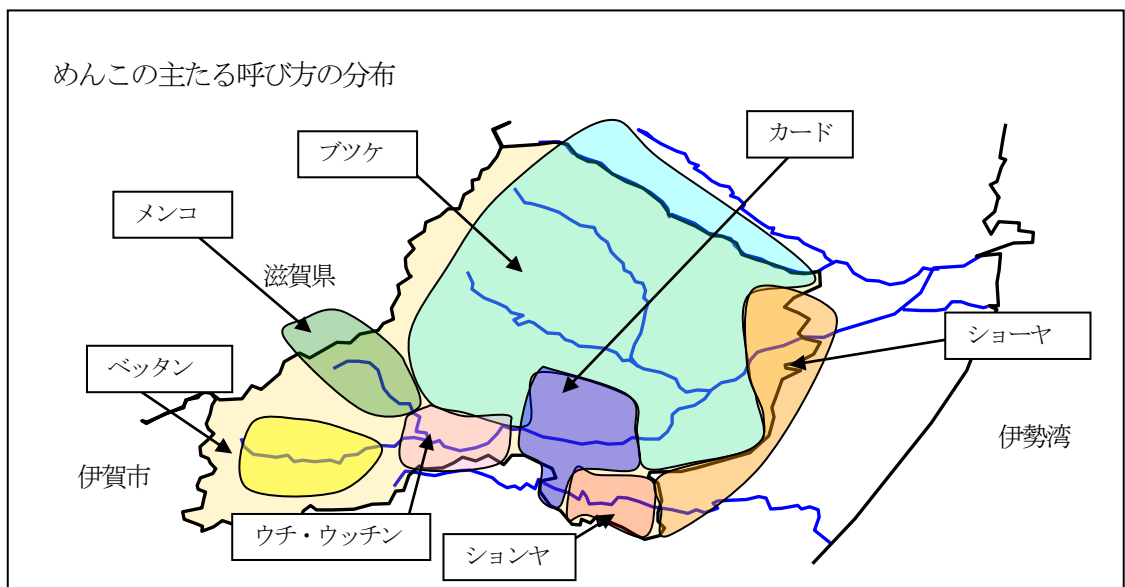 めんこの主たる呼び方の分布
カード
ブツケ
メンコ
滋賀県
ショーヤ
ベッタン
伊勢湾
伊賀市
ウチ・ウッチン
ションヤ